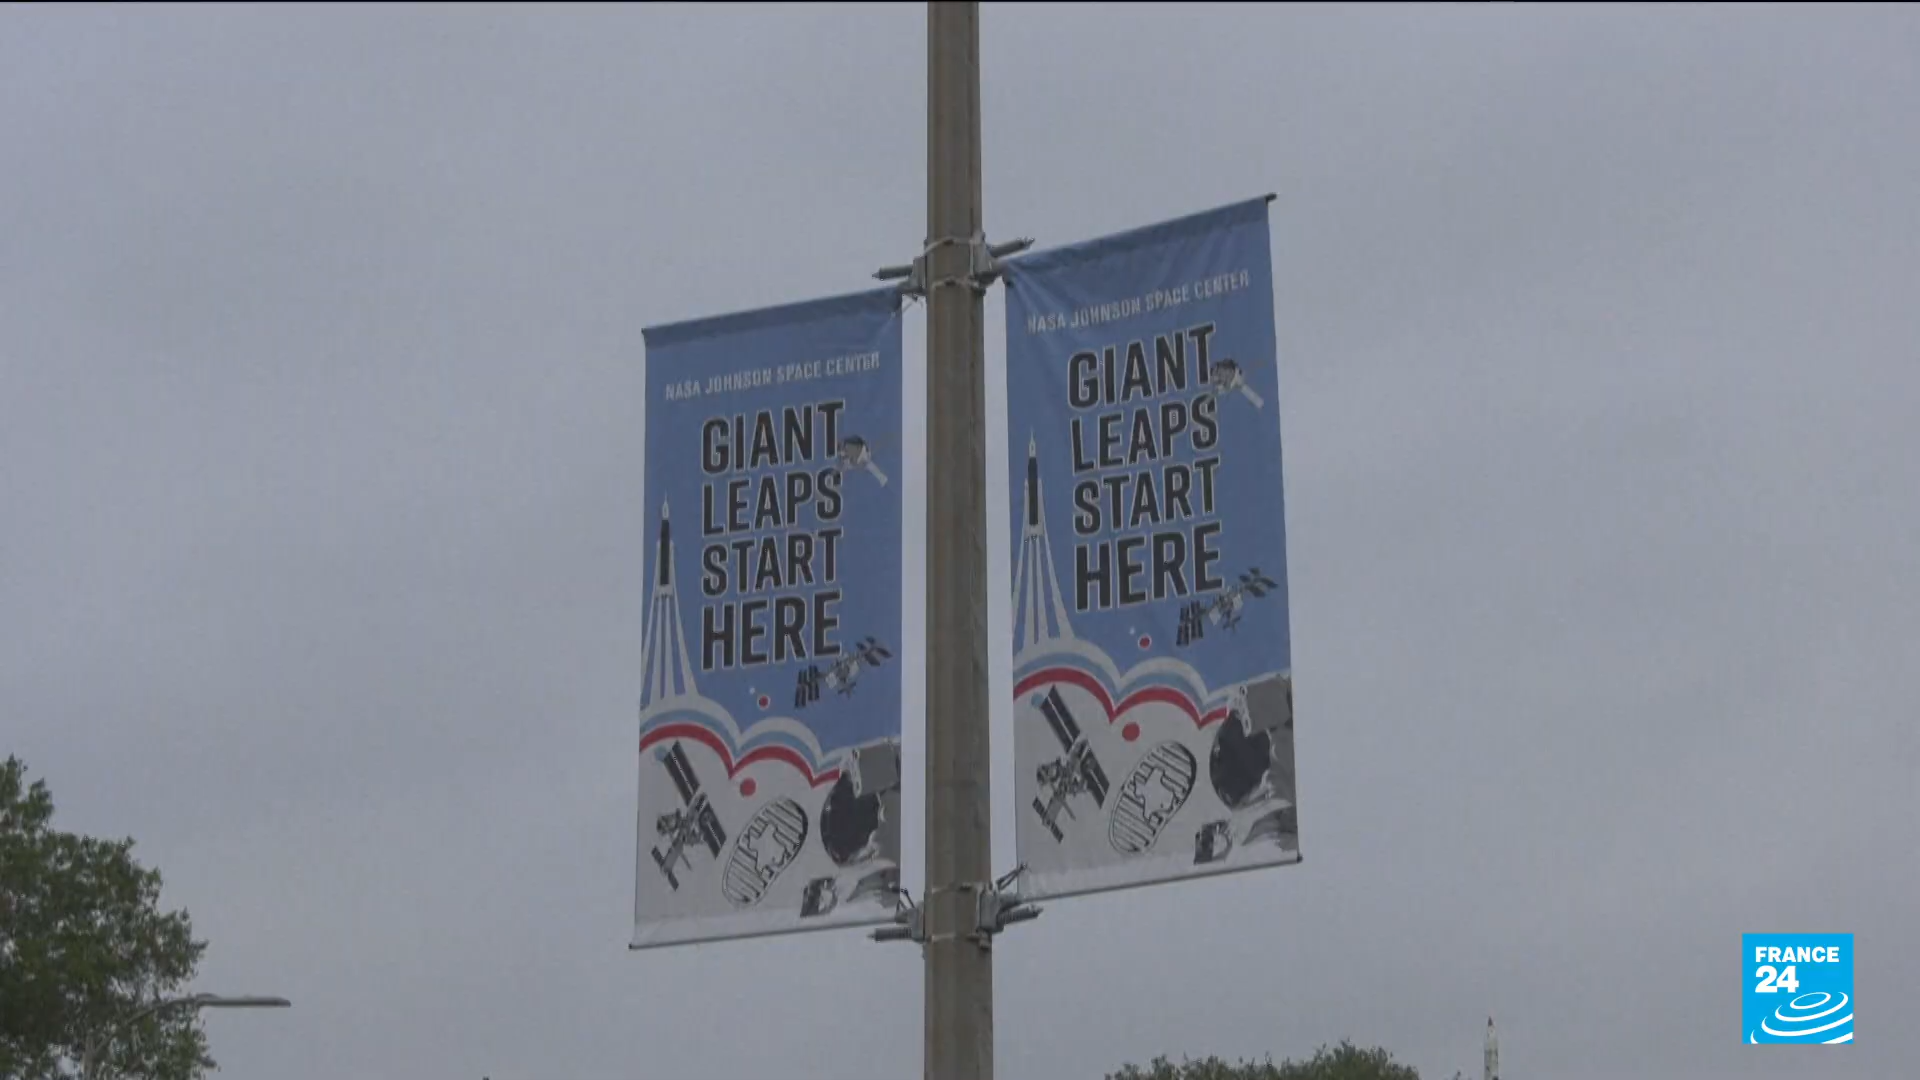 NASA JOHNSON SPACE CENTER
GIANT
LEAPS
START
HERE
NASA JOHNSON SPACE CENTER
GIANT
LEAPS
START
HERE
FRANCE
24